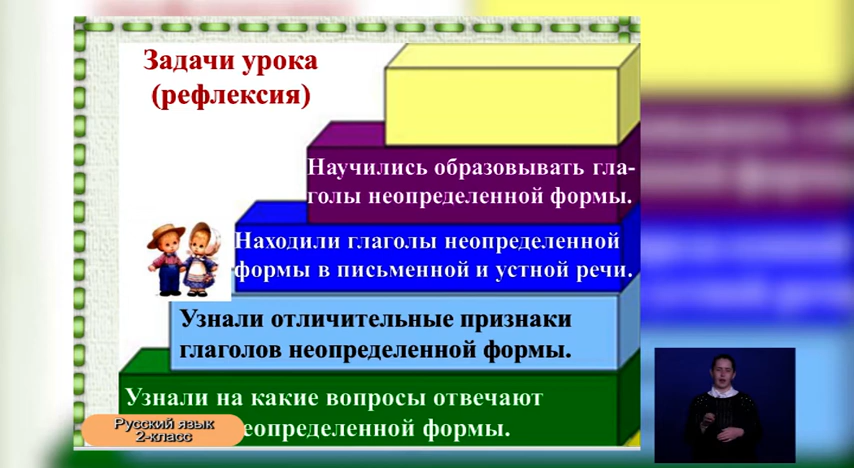 Задачи урока
(рефлексия)
Научились образовывать гла-
голы неопределенной формы.
Находили глаголы неопределенной
формы в письменной и устной речи.
Узнали отличительные признаки
глаголов неопределенной формы.
Узнали на какие вопросы отвечают
неопределенной формы.
Русский язык
2-класс